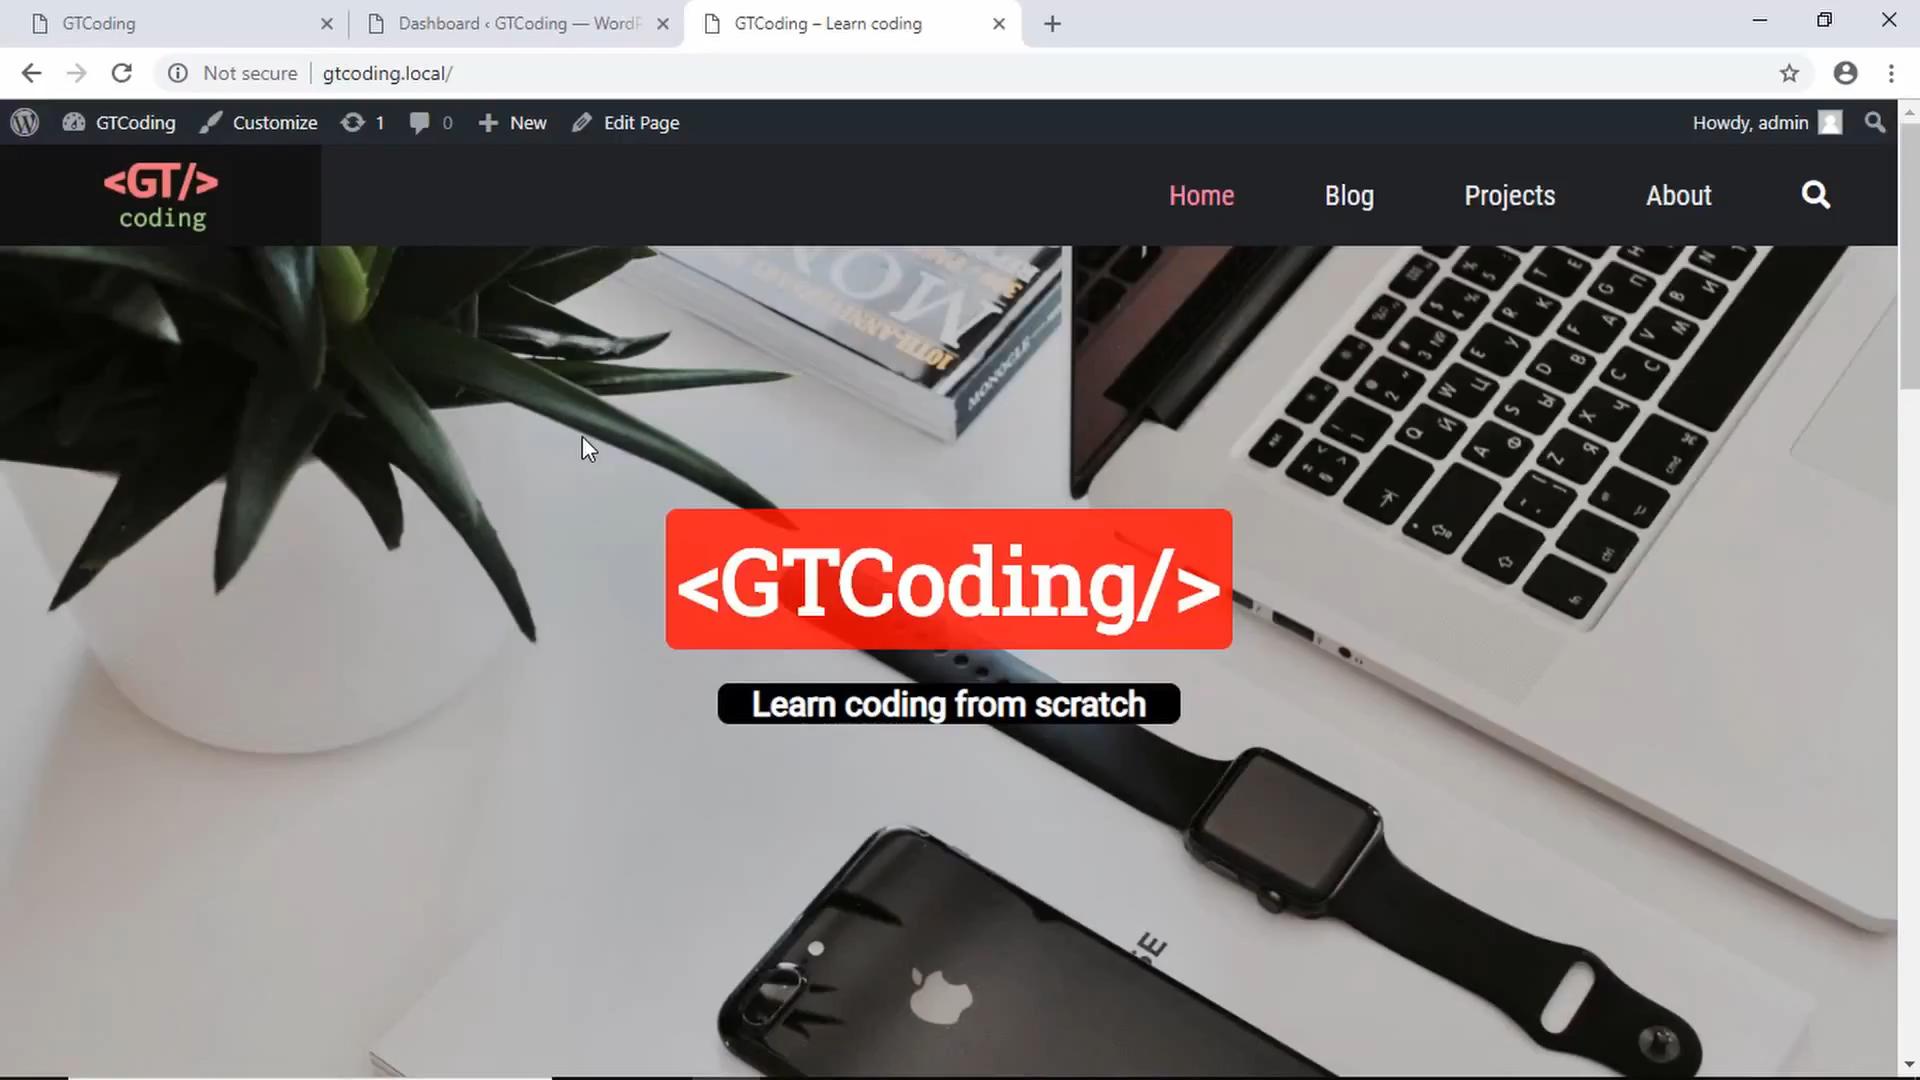 GTCoding
Dashboard ‹ GTCoding — WordP
GTCoding – Learn coding
Not secure
gtcoding.local/
GTCoding
Customize
1
0
New
Edit Page
Howdy, admin
<GT/>
coding
Home
Blog
Projects
About
MONOCLE
<GTCoding/>
Learn coding from scratch